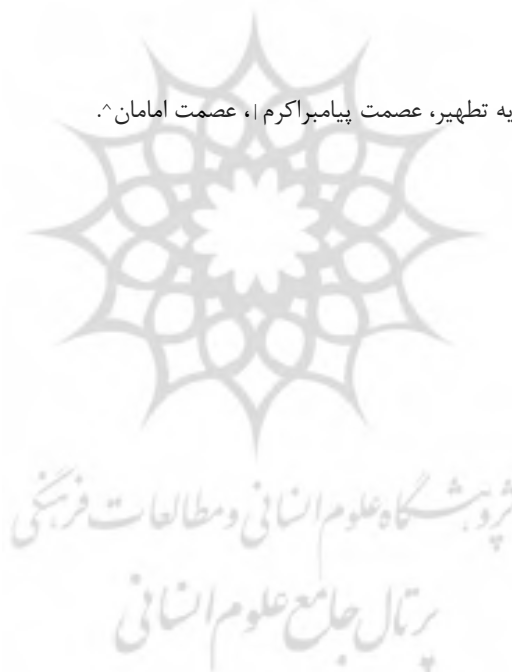 یه تطهیر، عصمت پیامبراکرم|، عصمت امامان^.
پژوهشگاه علوم انسانی و مطالعات فرهنگی
پرتال جامع علوم انسانی